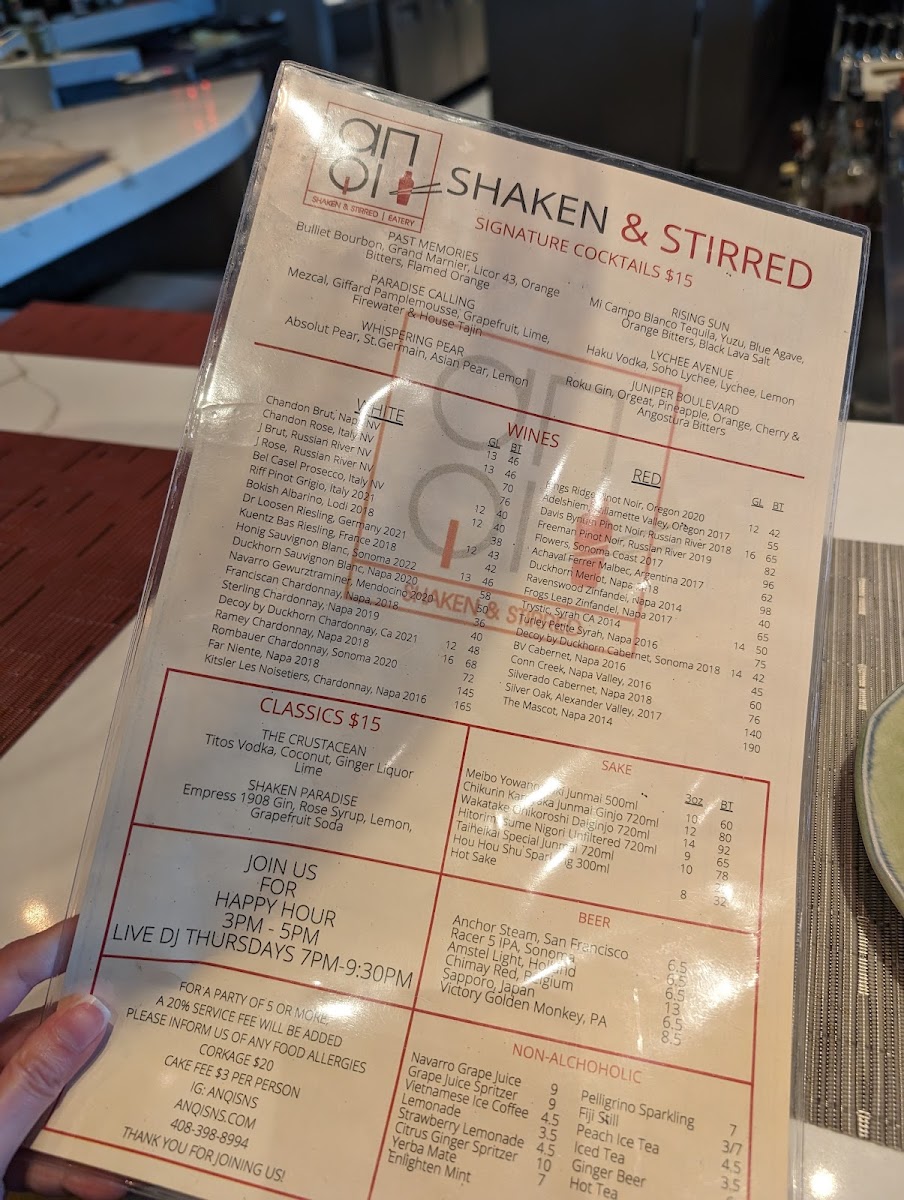 an
qi
SHAKEN & STIRRED | EATERY
SHAKEN & STIRRED
SIGNATURE COCKTAILS $15
PAST MEMORIES
Bulliet Bourbon, Grand Marnier, Licor 43, Orange
Bitters, Flamed Orange
PARADISE CALLING
Mezcal, Giffard Pamplemousse, Grapefruit, Lime,
Firewater & House Tajin
WHISPERING PEAR
Absolut Pear, St.Germain, Asian Pear, Lemon
RISING SUN
Mi Campo Blanco Tequila, Yuzu, Blue Agave,
Orange Bitters, Black Lava Salt
LYCHEE AVENUE
Haku Vodka, Soho Lychee, Lychee, Lemon
JUNIPER BOULEVARD
Roku Gin, Orgeat, Pineapple, Orange, Cherry &
Angostura Bitters
WINES
WHITE
GL BT
Chandon Brut, Napa NV 13 46
Chandon Rose, Italy NV 13 46
J Brut, Russian River NV 70
J Rose, Russian River NV 76
Bel Casel Prosecco, Italy NV 12 40
Riff Pinot Grigio, Italy 2021 12 40
Bokish Albarino, Lodi 2018 38
Dr Loosen Riesling, Germany 2021 12 42
Kuentz Bas Riesling, France 2018 43
Honig Sauvignon Blanc, Sonoma 2022 13 46
Duckhorn Sauvignon Blanc, Napa 2020 58
Navarro Gewurztraminer, Mendocino 2020 50
Franciscan Chardonnay, Napa, 2018 36
Sterling Chardonnay, Napa 2019 40
Decoy by Duckhorn Chardonnay, Ca 2021 12 48
Ramey Chardonnay, Napa 2018 16 68
Rombauer Chardonnay, Sonoma 2020 72
Far Niente, Napa 2018 145
Kitsler Les Noisetiers, Chardonnay, Napa 2016 165
RED
GL BT
Kings Ridge Pinot Noir, Oregon 2020 12 42
Adelsheim, Willamette Valley, Oregon 2017 55
Davis Bynum Pinot Noir, Russian River 2018 16 65
Freeman Pinot Noir, Russian River 2019 82
Flowers, Sonoma Coast 2017 96
Achaval Ferrer Malbec, Argentina 2017 62
Duckhorn Merlot, Napa 2018 98
Ravenswood Zinfandel, Napa 2014 40
Frogs Leap Zinfandel, Napa 2017 65
Trystic, Syrah CA 2014 14 50
Turley Petite Syrah, Napa 2016 75
Decoy by Duckhorn Cabernet, Sonoma 2018 14 42
BV Cabernet, Napa 2016 45
Conn Creek, Napa Valley, 2016 60
Silverado Cabernet, Napa 2018 76
Silver Oak, Alexander Valley, 2017 140
The Mascot, Napa 2014 190
an
qi
SHAKEN & STIRRED
CLASSICS $15
THE CRUSTACEAN
Titos Vodka, Coconut, Ginger Liquor
Lime
SHAKEN PARADISE
Empress 1908 Gin, Rose Syrup, Lemon,
Grapefruit Soda
SAKE
3oz BT
Meibo Yowann Junmai 500ml 10 60
Chikurin Junmai Ginjo 720ml 12 80
Wakatake Onikoroshi Daiginjo 720ml 14 92
Hitorimusume Nigori Unfiltered 720ml 9 65
Taiheikai Special Junmai 720ml 10 78
Hou Hou Shu Sparkling 300ml 32
Hot Sake 8
JOIN US
FOR
HAPPY HOUR
3PM - 5PM
LIVE DJ THURSDAYS 7PM-9:30PM
BEER
Anchor Steam, San Francisco 6.5
Racer 5 IPA, Sonoma 6.5
Amstel Light, Holland 6.5
Chimay Red, Belgium 13
Sapporo, Japan 6.5
Victory Golden Monkey, PA 8.5
FOR A PARTY OF 5 OR MORE,
A 20% SERVICE FEE WILL BE ADDED
PLEASE INFORM US OF ANY FOOD ALLERGIES
CORKAGE $20
CAKE FEE $3 PER PERSON
IG: ANQISNS
ANQISNS.COM
408-398-8994
THANK YOU FOR JOINING US!
NON-ALCHOHOLIC
Navarro Grape Juice 9
Grape Juice Spritzer 9
Vietnamese Ice Coffee 4.5
Lemonade 3.5
Strawberry Lemonade 4.5
Citrus Ginger Spritzer 10
Yerba Mate 7
Enlighten Mint
Pelligrino Sparkling 7
Fiji Still 3/7
Peach Ice Tea 4.5
Iced Tea 3.5
Ginger Beer
Hot Tea